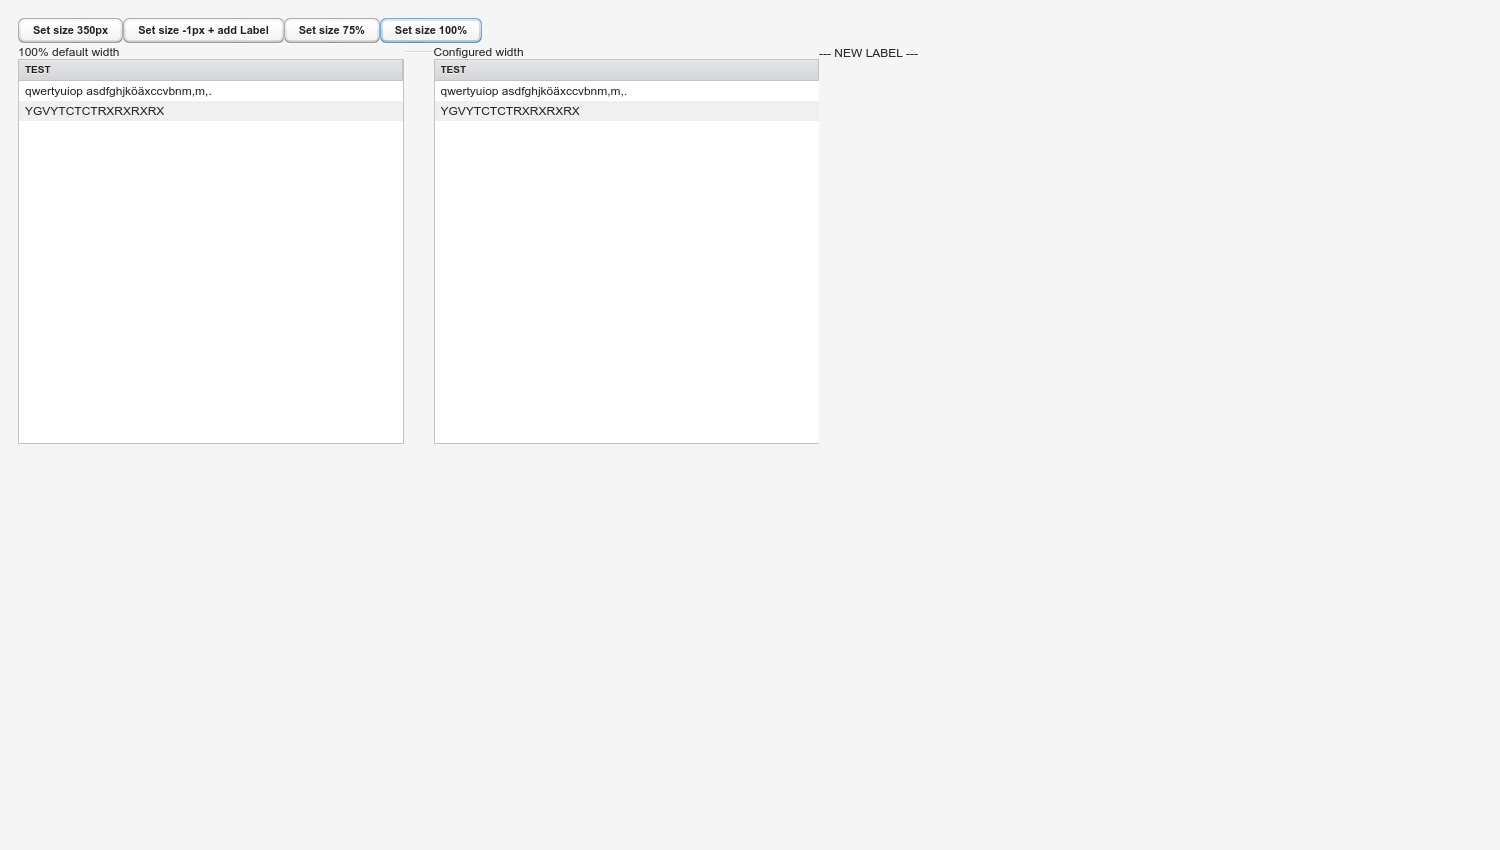 Set size 350px Set size -1px + add Label Set size 75% Set size 100%
100% default width
TEST
qwertyuiop asdfghjköäxccvbnm,m,.
YGVYTCTCTRXRXRXRX
Configured width
TEST
qwertyuiop asdfghjköäxccvbnm,m,.
YGVYTCTCTRXRXRXRX
--- NEW LABEL ---